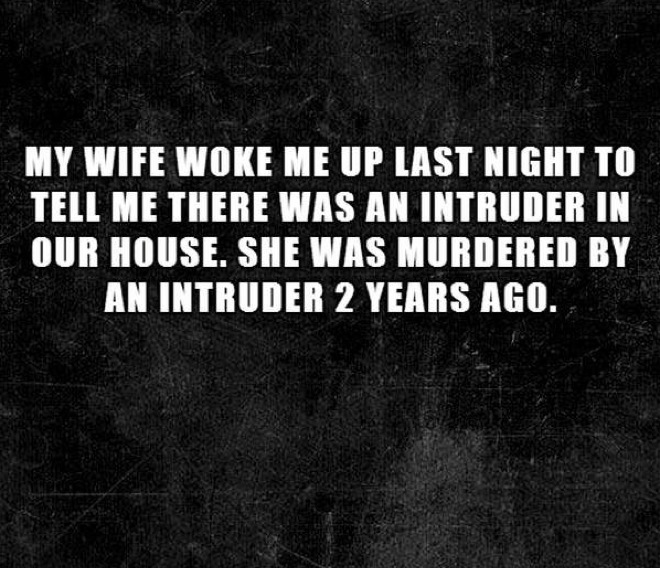 MY WIFE WOKE ME UP LAST NIGHT TO
TELL ME THERE WAS AN INTRUDER IN
OUR HOUSE. SHE WAS MURDERED BY
AN INTRUDER 2 YEARS AGO.